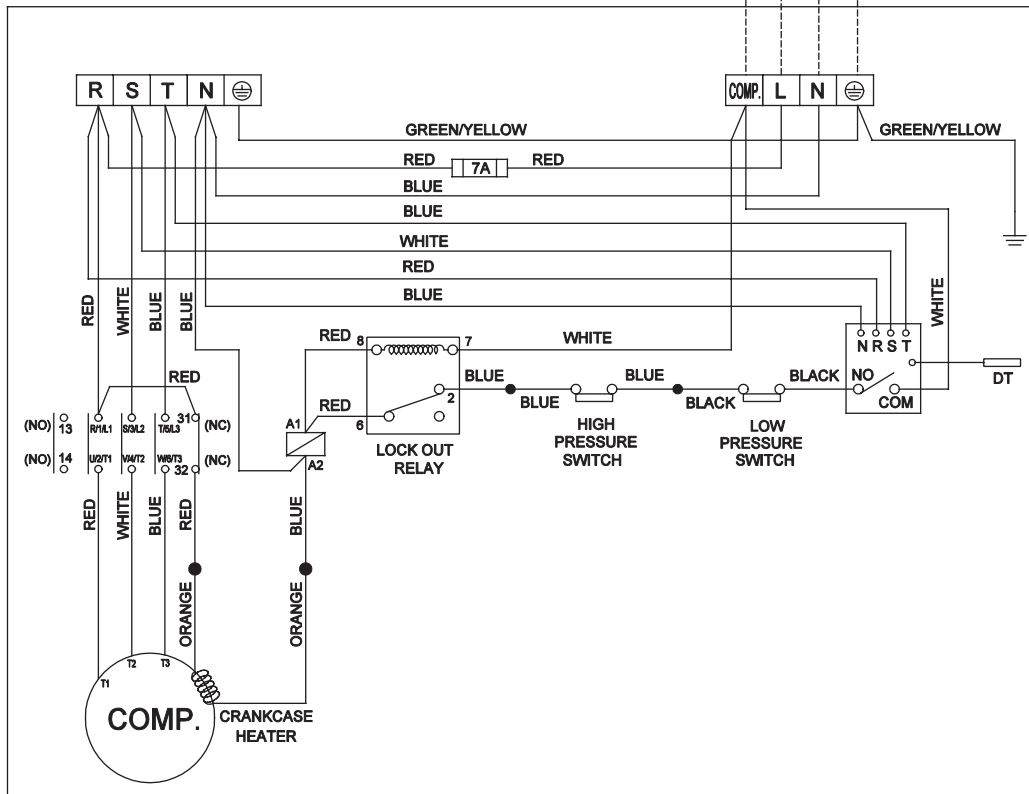 R S T N
COMP. L N
GREEN/YELLOW
GREEN/YELLOW
RED 7A RED
BLUE
BLUE
WHITE
RED
BLUE
RED
WHITE
BLUE
BLUE
WHITE
N R S T
NO
COM
DT
RED 8 7 WHITE
BLUE BLUE BLACK
2
BLUE BLACK
RED
6
LOCK OUT
RELAY
HIGH
PRESSURE
SWITCH
LOW
PRESSURE
SWITCH
RED
(NO) 13 R/1/L1 S/3/L2 T/5/L3 31 (NC)
(NO) 14 U/2/T1 V/4/T2 W/6/T3 32 (NC)
A1
A2
RED
WHITE
BLUE
RED
BLUE
ORANGE
ORANGE
T1
T2
T3
COMP.
CRANKCASE
HEATER